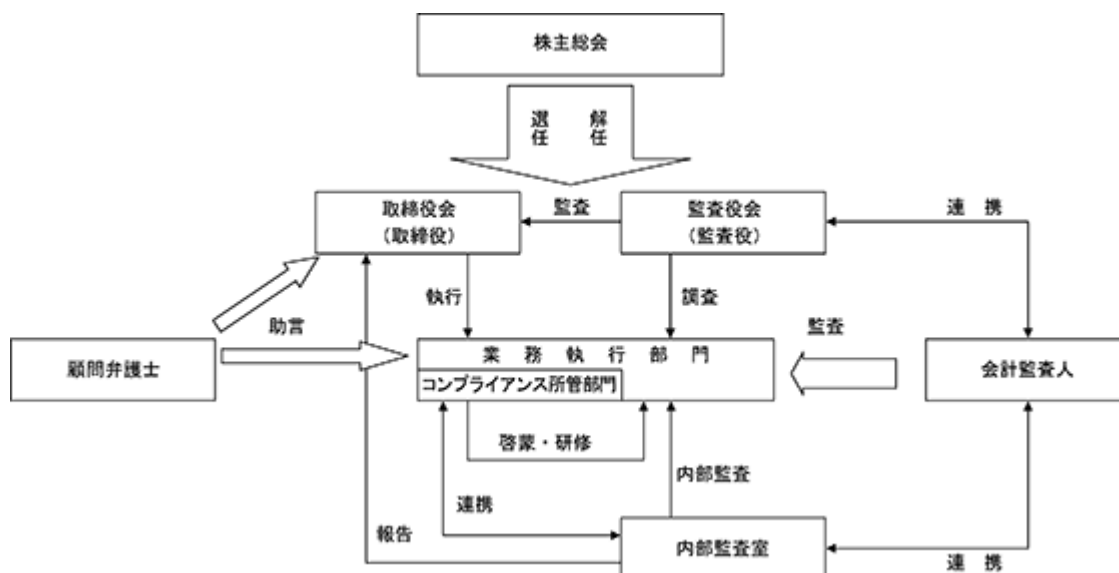 株主総会
選任
解任
取締役会
(取締役)
監査
監査役会
(監査役)
連 携
執行
調査
助言
監査
顧問弁護士
業 務 執 行 部 門
コンプライアンス所管部門
会計監査人
啓蒙・研修
内部監査
連携
報告
内部監査室
連 携